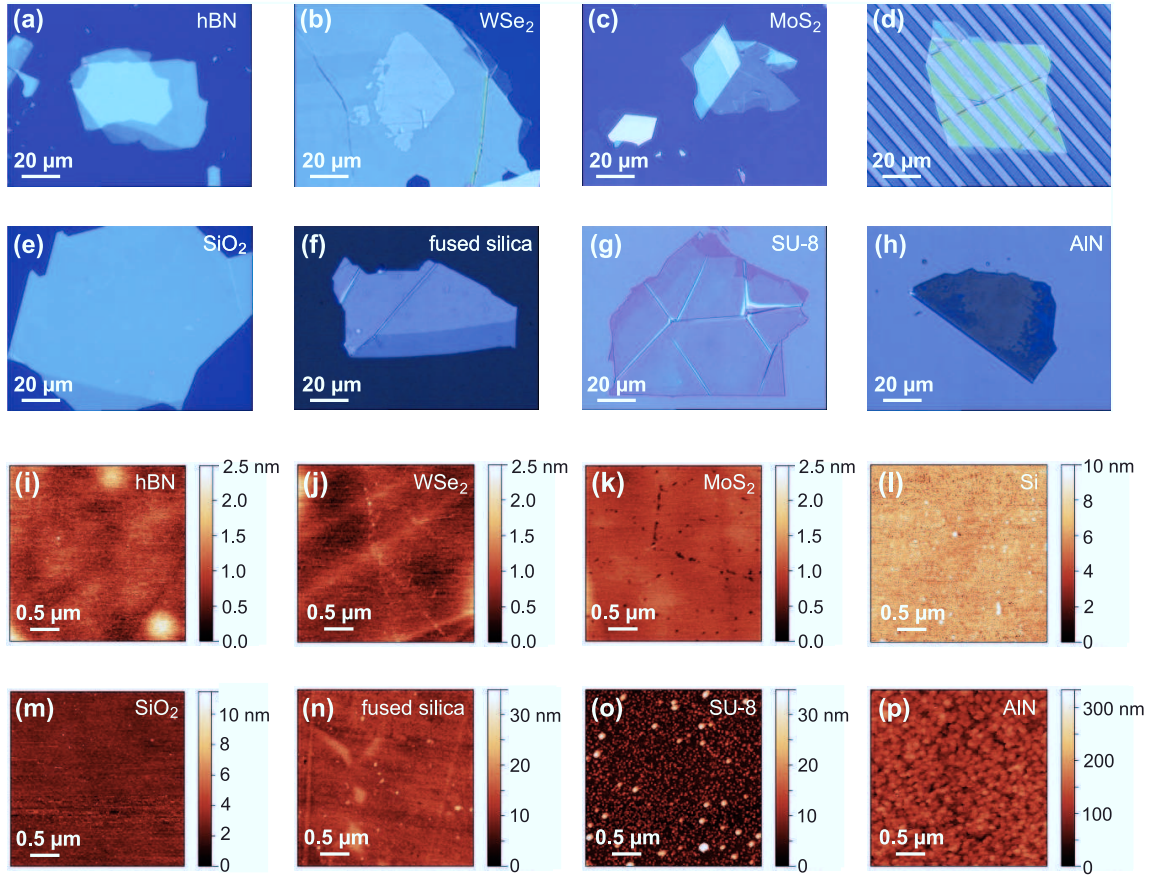 (a) hBN
20 µm
(b) WSe₂
20 µm
(c) MoS₂
20 µm
(d)
20 µm
(e) SiO₂
20 µm
(f) fused silica
20 µm
(g) SU-8
20 µm
(h) AlN
20 µm
(i) hBN
0.5 µm
2.5 nm
2.0
1.5
1.0
0.5
0.0
(j) WSe₂
0.5 µm
2.5 nm
2.0
1.5
1.0
0.5
0.0
(k) MoS₂
0.5 µm
2.5 nm
2.0
1.5
1.0
0.5
0.0
(l) Si
0.5 µm
10 nm
8
6
4
2
0
(m) SiO₂
0.5 µm
10 nm
8
6
4
2
0
(n) fused silica
0.5 µm
30 nm
20
10
0
(o) SU-8
0.5 µm
30 nm
20
10
0
(p) AlN
0.5 µm
300 nm
200
100
0